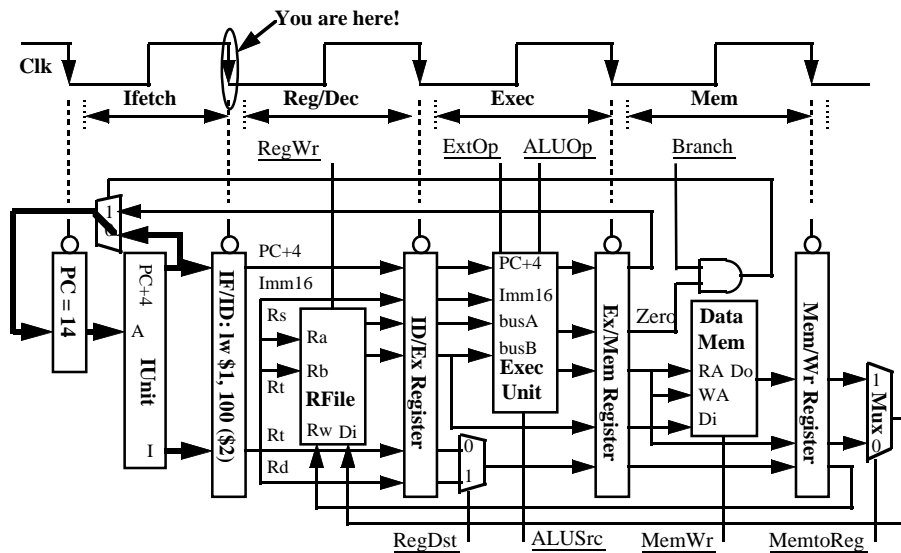 You are here!
Clk
Ifetch
Reg/Dec
Exec
Mem
RegWr
ExtOp
ALUOp
Branch
1
0
PC+4
PC+4
PC+4
Imm16
Imm16
Rs
Ra
busA
Zero
Data
Mem
PC = 14
A
IUnit
I
IF/ID: lw $1, 100 ($2)
Rb
Rt
RFile
Rw Di
Rt
Rd
ID/Ex Register
busB
Exec
Unit
Ex/Mem Register
RA Do
WA
Di
Mem/Wr Register
1
Mux
0
0
1
RegDst
ALUSrc
MemWr
MemtoReg